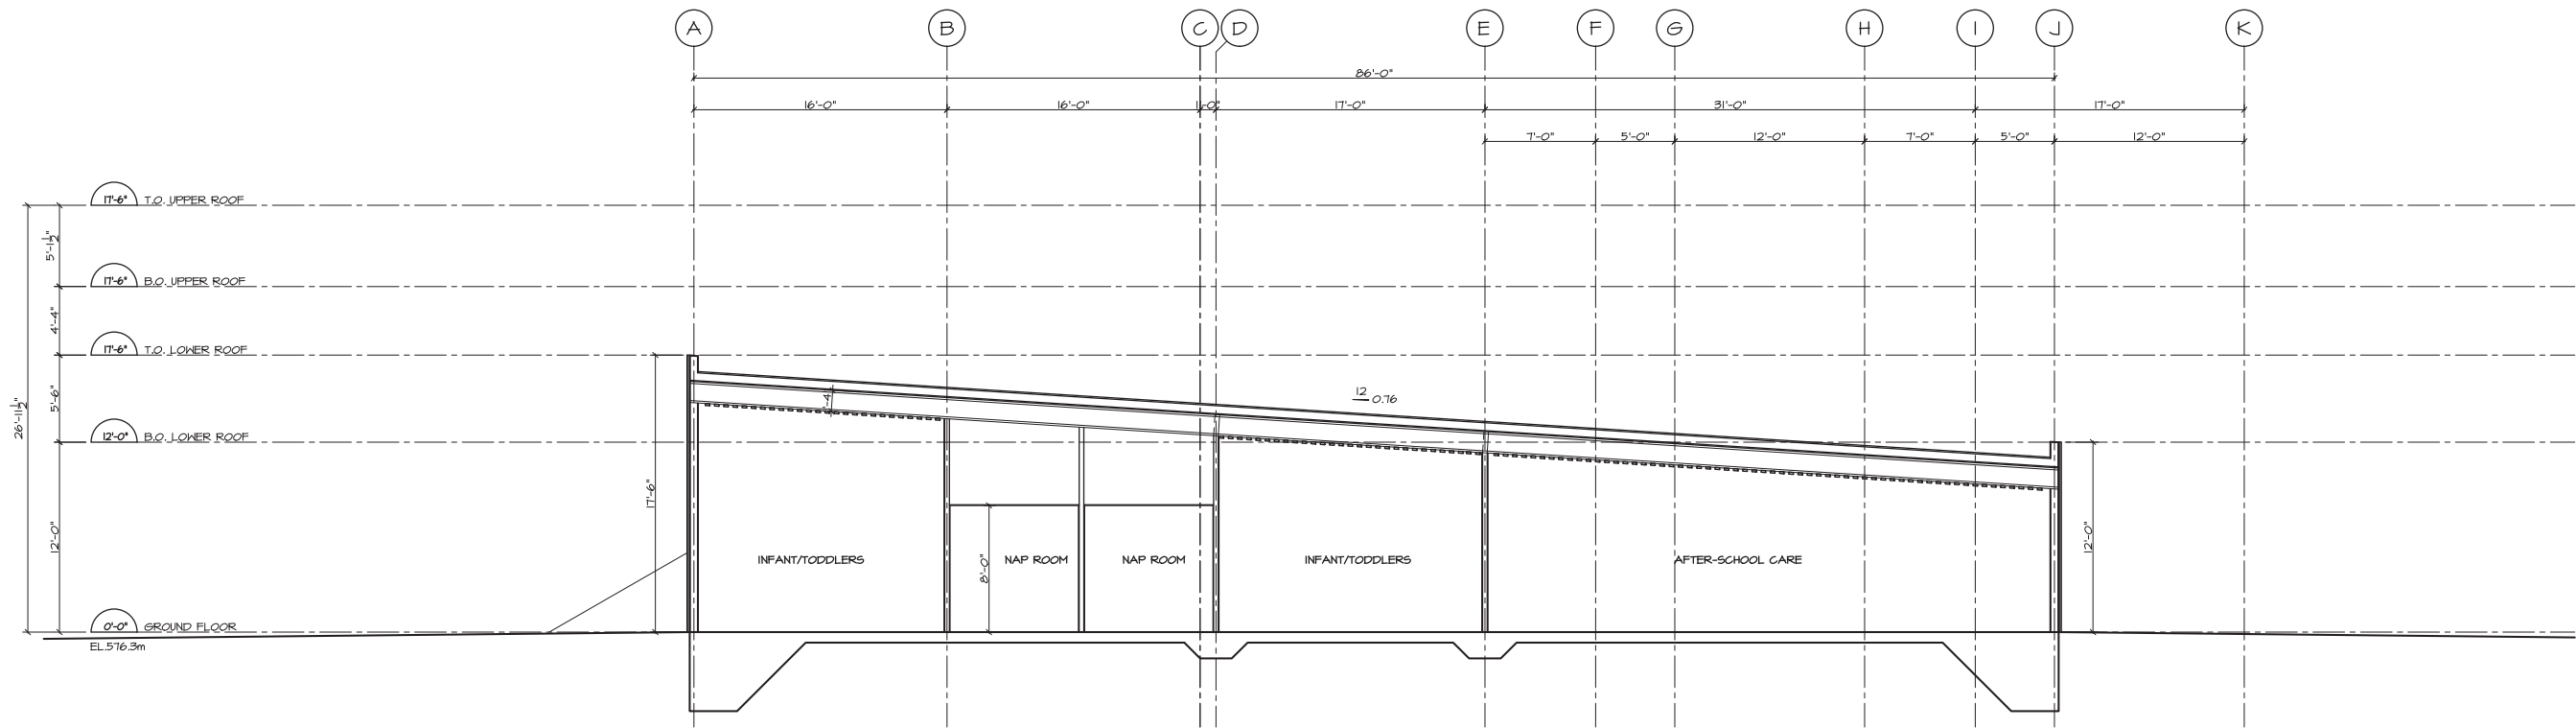 A B C D E F G H I J K
86'-0"
16'-0" 16'-0" 1'-0" 17'-0" 31'-0" 17'-0"
7'-0" 5'-0" 12'-0" 7'-0" 5'-0" 12'-0"
17'-6" T.O. UPPER ROOF
5'-1 1/2"
17'-6" B.O. UPPER ROOF
4'-4"
17'-6" T.O. LOWER ROOF
26'-11 1/2"
5'-6"
12
0.76
12'-0" B.O. LOWER ROOF
17'-6"
12'-0"
8'-0"
12'-0"
INFANT/TODDLERS NAP ROOM NAP ROOM INFANT/TODDLERS AFTER-SCHOOL CARE
0'-0" GROUND FLOOR
EL.576.3m